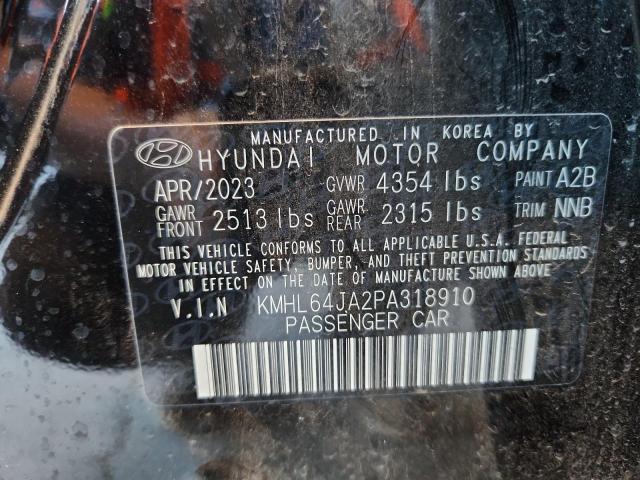 MANUFACTURED IN KOREA BY
HYUNDAI MOTOR COMPANY
APR/2023 GVWR 4354 lbs PAINT A2B
GAWR FRONT 2513 lbs GAWR REAR 2315 lbs TRIM NNB
THIS VEHICLE CONFORMS TO ALL APPLICABLE U.S.A. FEDERAL
MOTOR VEHICLE SAFETY, BUMPER, AND THEFT PREVENTION STANDARDS
IN EFFECT ON THE DATE OF MANUFACTURE SHOWN ABOVE.
V.I.N KMHL64JA2PA318910
PASSENGER CAR